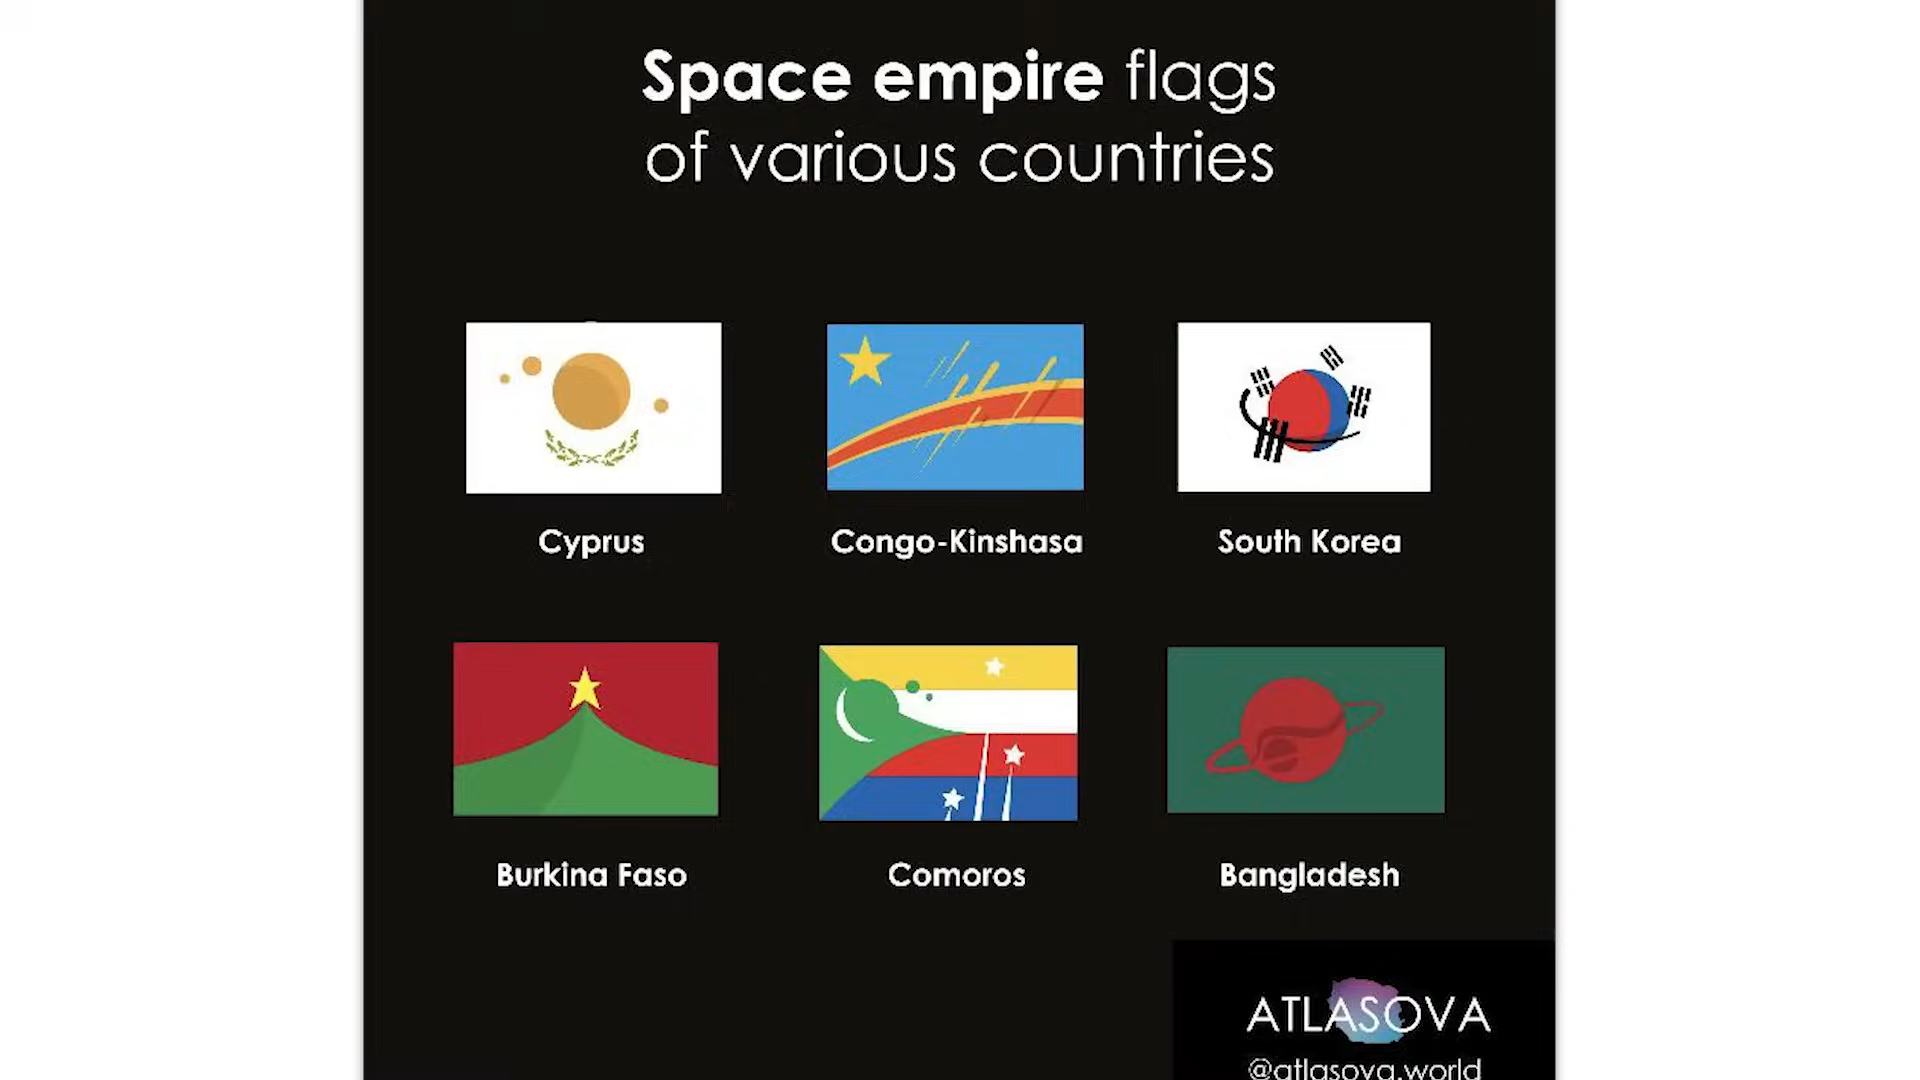 Space empire flags
of various countries
Cyprus
Congo-Kinshasa
South Korea
Burkina Faso
Comoros
Bangladesh
ATLASOVA
@atlasova.world